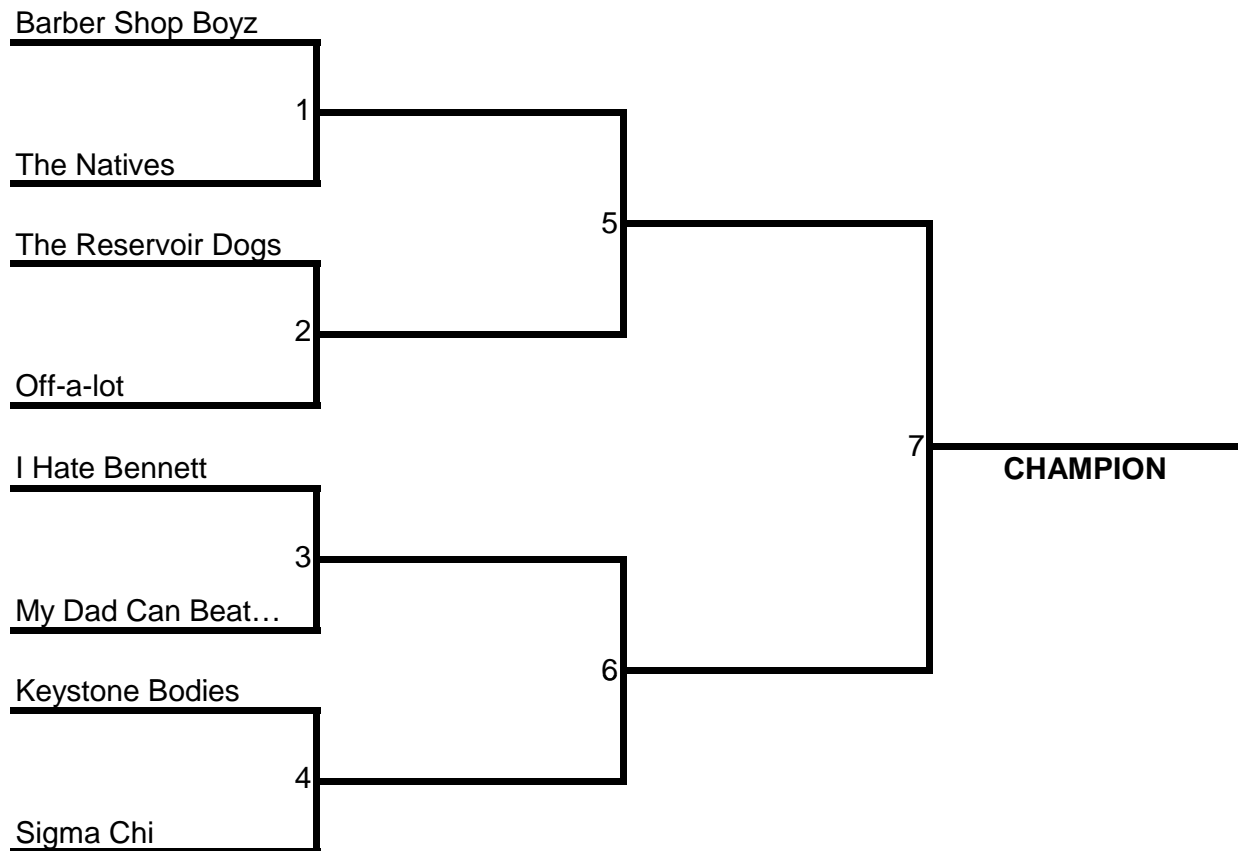 Barber Shop Boyz
1
The Natives
The Reservoir Dogs
5
2
Off-a-lot
7
CHAMPION
I Hate Bennett
3
My Dad Can Beat…
6
Keystone Bodies
4
Sigma Chi